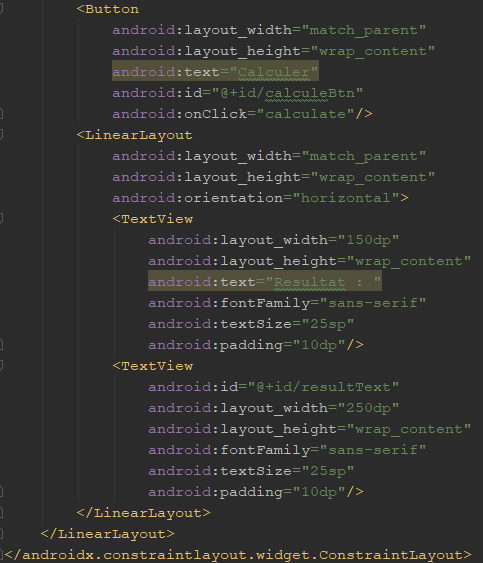 <Button
android:layout_width="match_parent"
android:layout_height="wrap_content"
android:text="Calculer"
android:id="@+id/calculeBtn"
android:onClick="calculate"/>
<LinearLayout
android:layout_width="match_parent"
android:layout_height="wrap_content"
android:orientation="horizontal">
<TextView
android:layout_width="150dp"
android:layout_height="wrap_content"
android:text="Resultat : "
android:fontFamily="sans-serif"
android:textSize="25sp"
android:padding="10dp"/>
<TextView
android:id="@+id/resultText"
android:layout_width="250dp"
android:layout_height="wrap_content"
android:fontFamily="sans-serif"
android:textSize="25sp"
android:padding="10dp"/>
</LinearLayout>
</LinearLayout>
</androidx.constraintlayout.widget.ConstraintLayout>